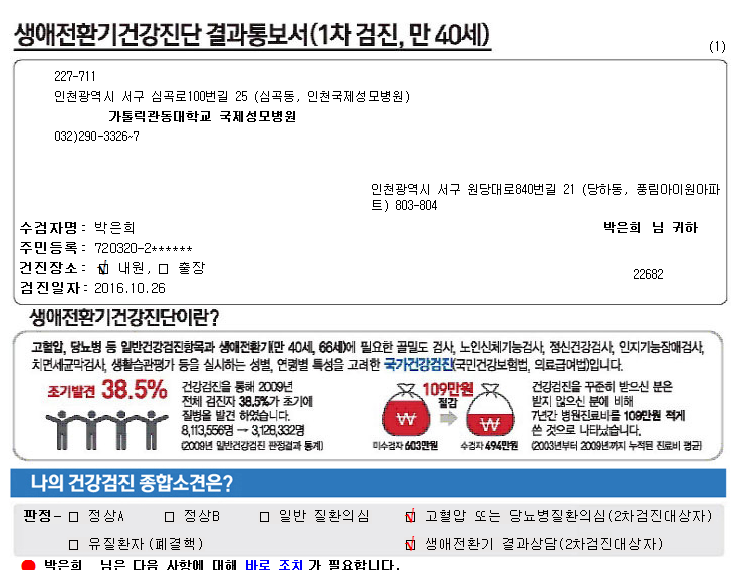 생애전환기건강진단 결과통보서(1차 검진, 만 40세)
(1)
227-711
인천광역시 서구 심곡로100번길 25 (심곡동, 인천국제성모병원)
가톨릭관동대학교 국제성모병원
032)290-3326~7
인천광역시 서구 원당대로840번길 21 (당하동, 풍림아이원아파
트) 803-804
수검자명: 박은희
박은희 님 귀하
주민등록: 720320-2******
건진장소: ☑ 내원, □ 출장
22682
검진일자: 2016.10.26
생애전환기건강진단이란?
고혈압, 당뇨병 등 일반건강검진항목과 생애전환기(만 40세, 66세)에 필요한 골밀도 검사, 노인신체기능검사, 정신건강검사, 인지기능장애검사,
치면세균막검사, 생활습관평가 등을 실시하는 성별, 연령별 특성을 고려한 국가건강검진(국민건강보험법, 의료급여법)입니다.
조기발견 38.5%
건강검진을 통해 2009년
전체 검진자 38.5%가 초기에
질병을 발견 하였습니다.
8,113,556명 → 3,126,332명
(2009년 일반건강검진 판정결과 통계)
109만원
절감
₩
₩
미수검자 603만원
수검자 494만원
건강검진을 꾸준히 받으신 분은
받지 않으신 분에 비해
7년간 병원진료비를 109만원 적게
쓴 것으로 나타났습니다.
(2003년부터 2009년까지 누적된 진료비 평균)
나의 건강검진 종합소견은?
판정- □ 정상A □ 정상B □ 일반 질환의심 ☑ 고혈압 또는 당뇨병질환의심(2차검진대상자)
□ 유질환자(폐결핵) ☑ 생애전환기 결과상담(2차검진대상자)
● 박은희 님은 다음 사항에 대해 바로 조치가 필요합니다.